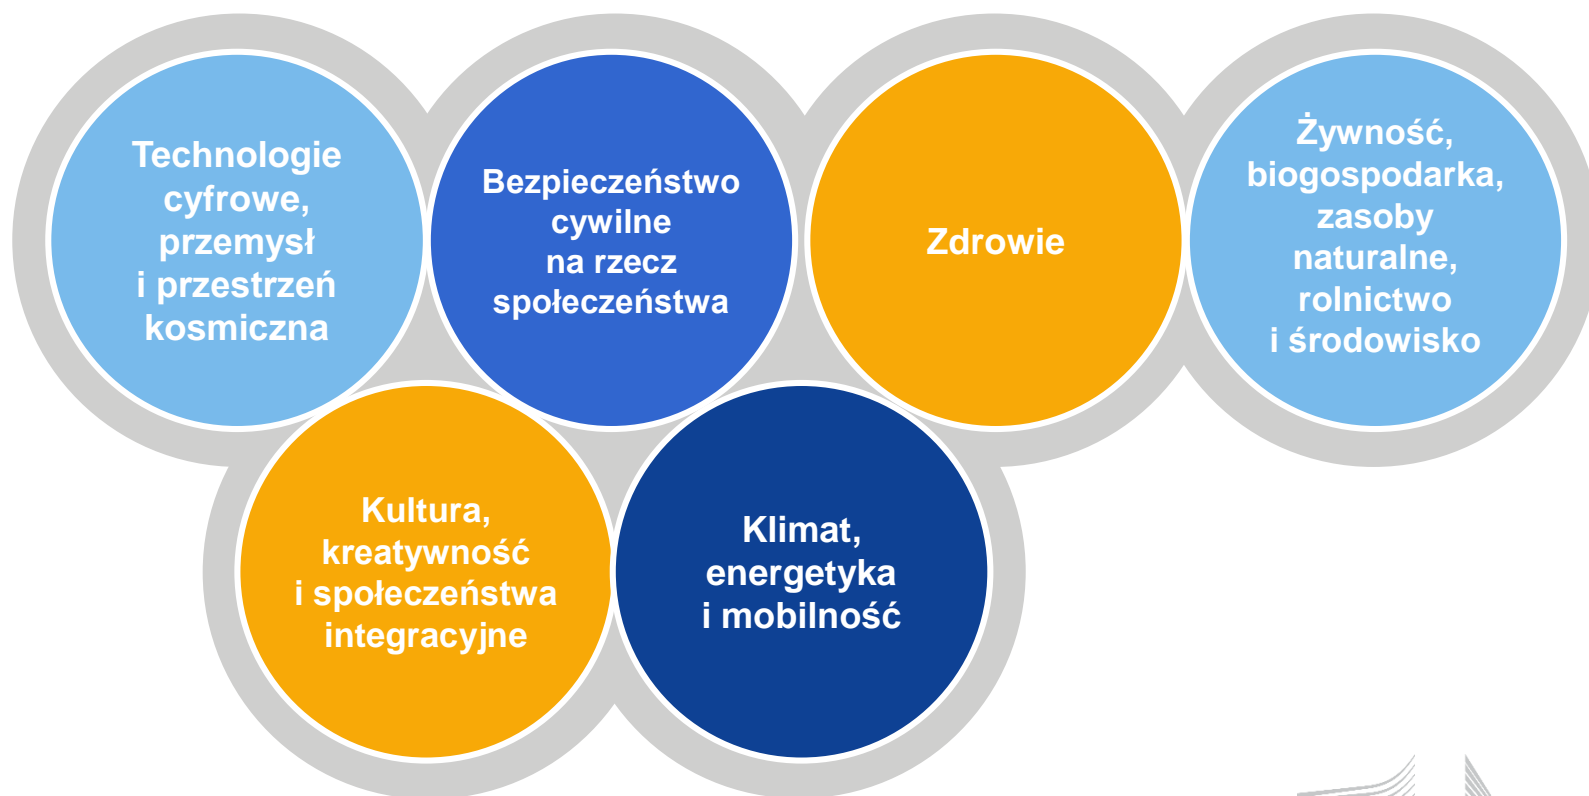 Technologie
cyfrowe,
przemysł
i przestrzeń
kosmiczna
Bezpieczeństwo
cywilne
na rzecz
społeczeństwa
Zdrowie
Żywność,
biogospodarka,
zasoby
naturalne,
rolnictwo
i środowisko
Kultura,
kreatywność
i społeczeństwa
integracyjne
Klimat,
energetyka
i mobilność